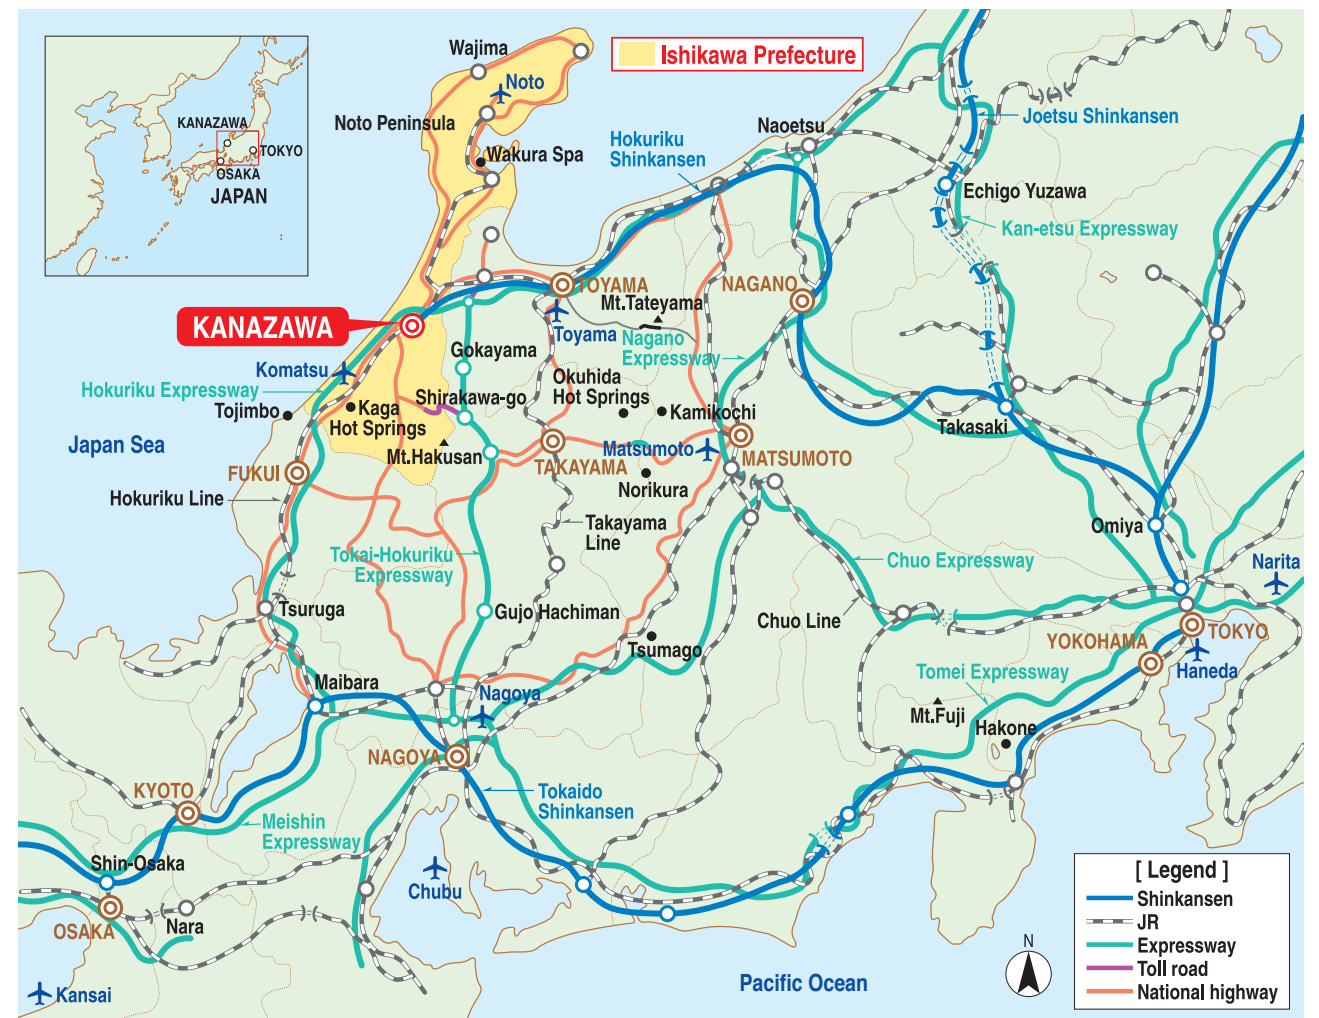 KANAZAWA
TOKYO
OSAKA
JAPAN
Ishikawa Prefecture
Wajima
Noto
Noto Peninsula
Wakura Spa
Hokuriku
Shinkansen
Naoetsu
Joetsu Shinkansen
Echigo Yuzawa
Kan-etsu Expressway
TOYAMA
NAGANO
Mt.Tateyama
KANAZAWA
Toyama
Nagano
Expressway
Gokayama
Komatsu
Hokuriku Expressway
Okuhida
Hot Springs
Shirakawa-go
Tojimbo
Kaga
Hot Springs
Kamikochi
Takasaki
Japan Sea
Mt.Hakusan
Matsumoto
MATSUMOTO
TAKAYAMA
FUKUI
Norikura
Hokuriku Line
Takayama
Line
Omiya
Tokai-Hokuriku
Expressway
Chuo Expressway
Narita
Tsuruga
Gujo Hachiman
Chuo Line
Tsumago
YOKOHAMA
TOKYO
Haneda
Maibara
Nagoya
Tomei Expressway
Mt.Fuji
Hakone
NAGOYA
KYOTO
Tokaido
Shinkansen
Meishin
Expressway
Shin-Osaka
Chubu
Nara
OSAKA
Kansai
Pacific Ocean
N
[ Legend ]
Shinkansen
JR
Expressway
Toll road
National highway